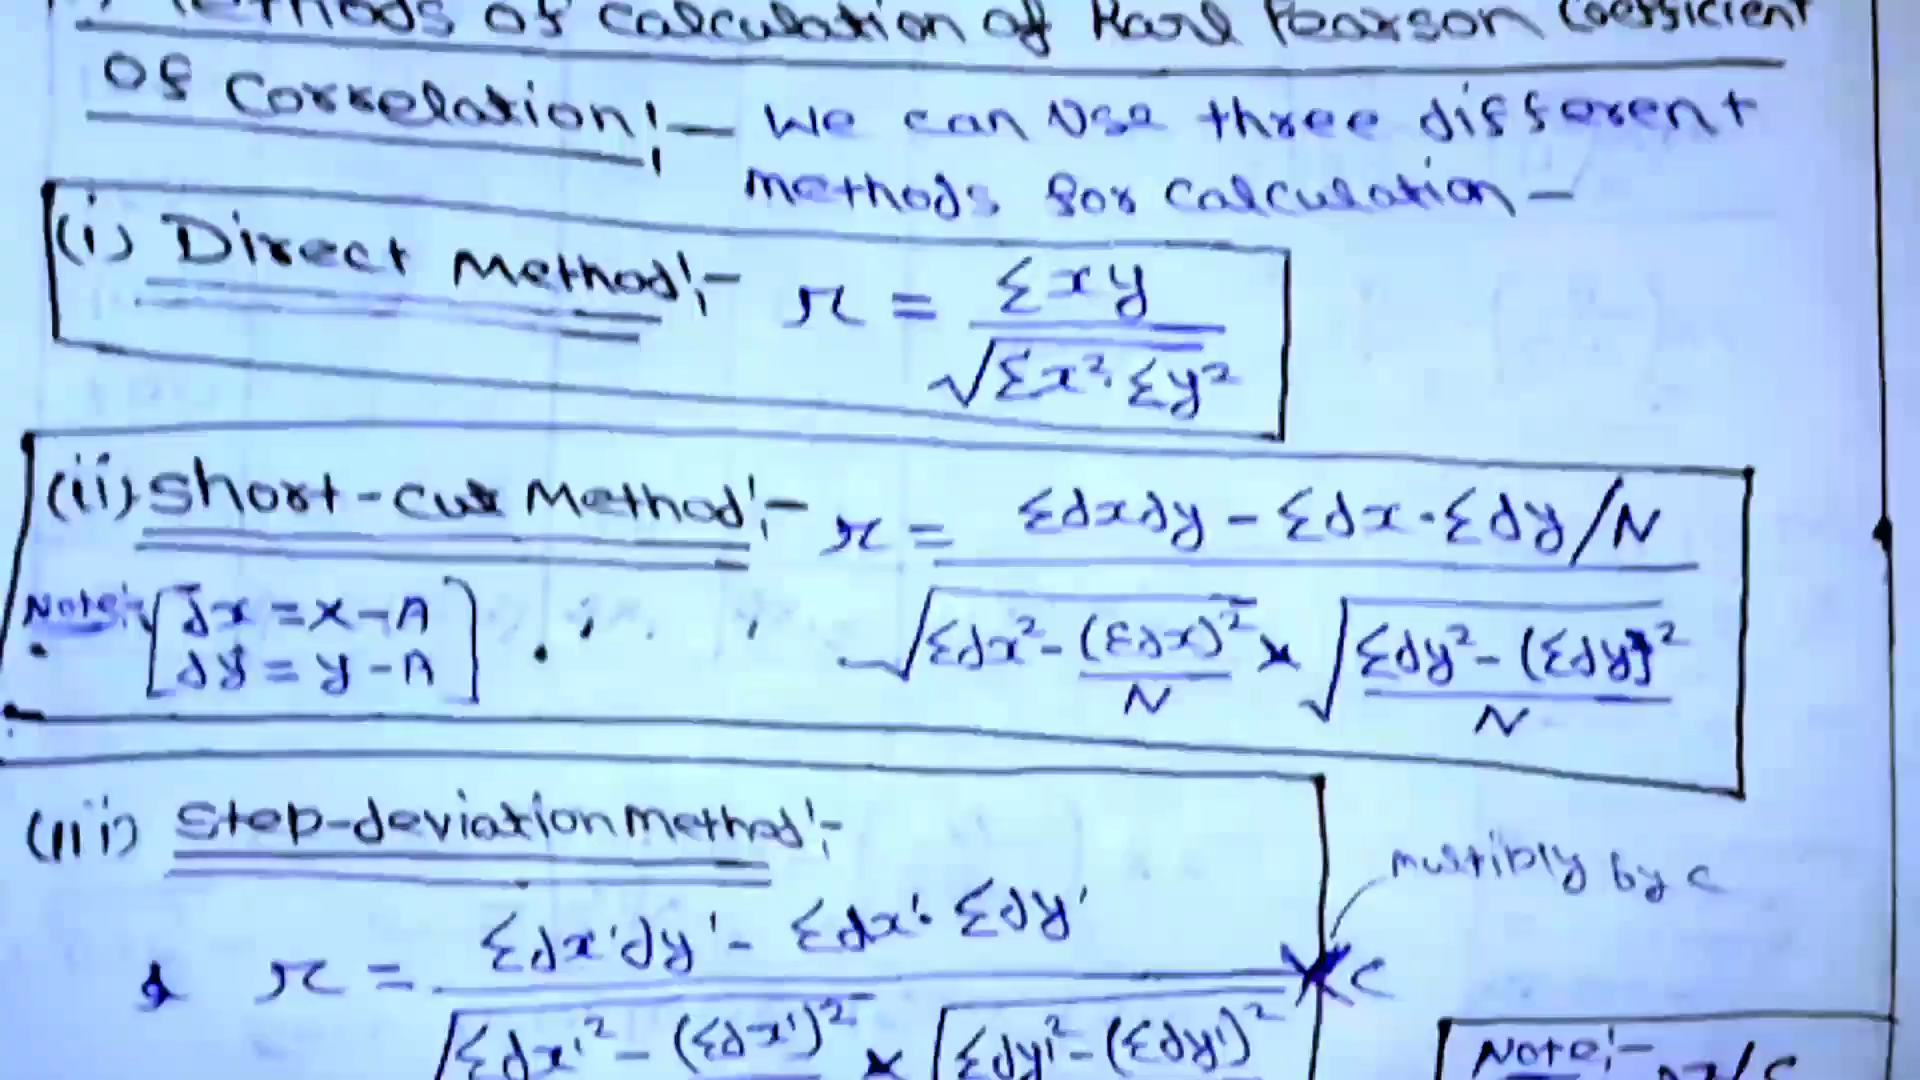 Methods of calculation of Karl Pearson Coefficient
of Correlation:- We can use three different
methods for calculation -
(i) Direct Method:- r = Σxy / √Σx². Σy²
(ii) Short-cut Method:- r = Σdxdy - Σdx.Σdy/N
Note:- [dx = x-A
dy = y-A]
√Σdx² - (Σdx)²/N × √Σdy² - (Σdy)²/N
(iii) Step-deviation Method:-
multiply by c
r = Σdx'dy' - Σdx'. Σdy' × c
√Σdx'² - (Σdx')² × √Σdy'² - (Σdy')²
Note:-